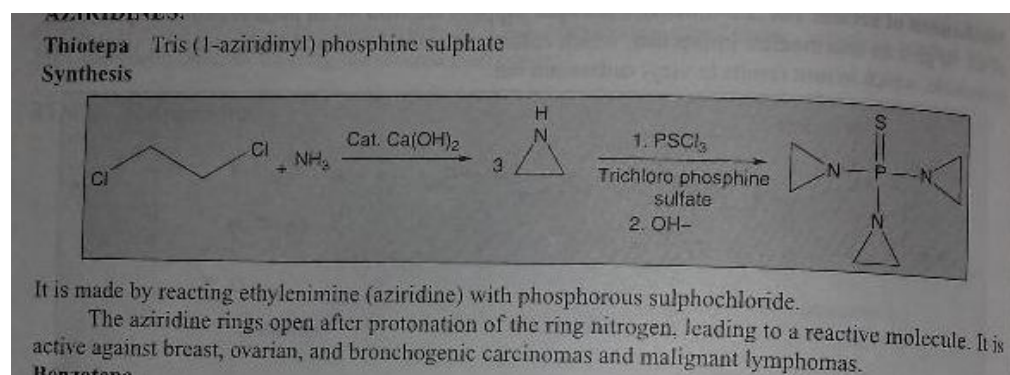 AZIRIDINES:
Thiotepa Tris (1-aziridinyl) phosphine sulphate
Synthesis
Cl
Cl
+ NH₃
Cat. Ca(OH)₂
3
H
N
1. PSCl₃
Trichloro phosphine
sulfate
2. OH–
S
N—P—N
N
It is made by reacting ethylenimine (aziridine) with phosphorous sulphochloride.
The aziridine rings open after protonation of the ring nitrogen, leading to a reactive molecule. It is
active against breast, ovarian, and bronchogenic carcinomas and malignant lymphomas.